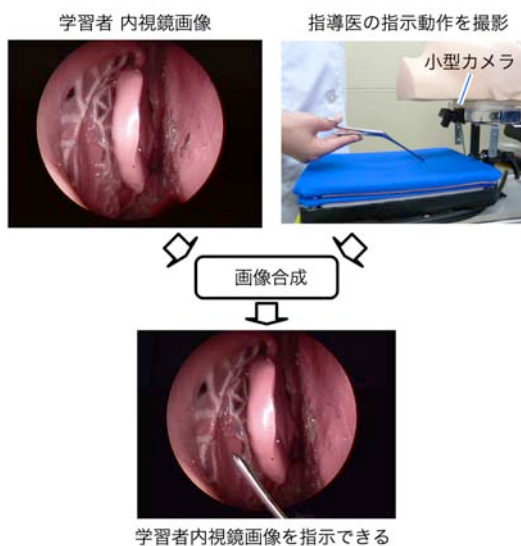 学習者 内視鏡画像
指導医の指示動作を撮影
小型カメラ
画像合成
学習者内視鏡画像を指示できる